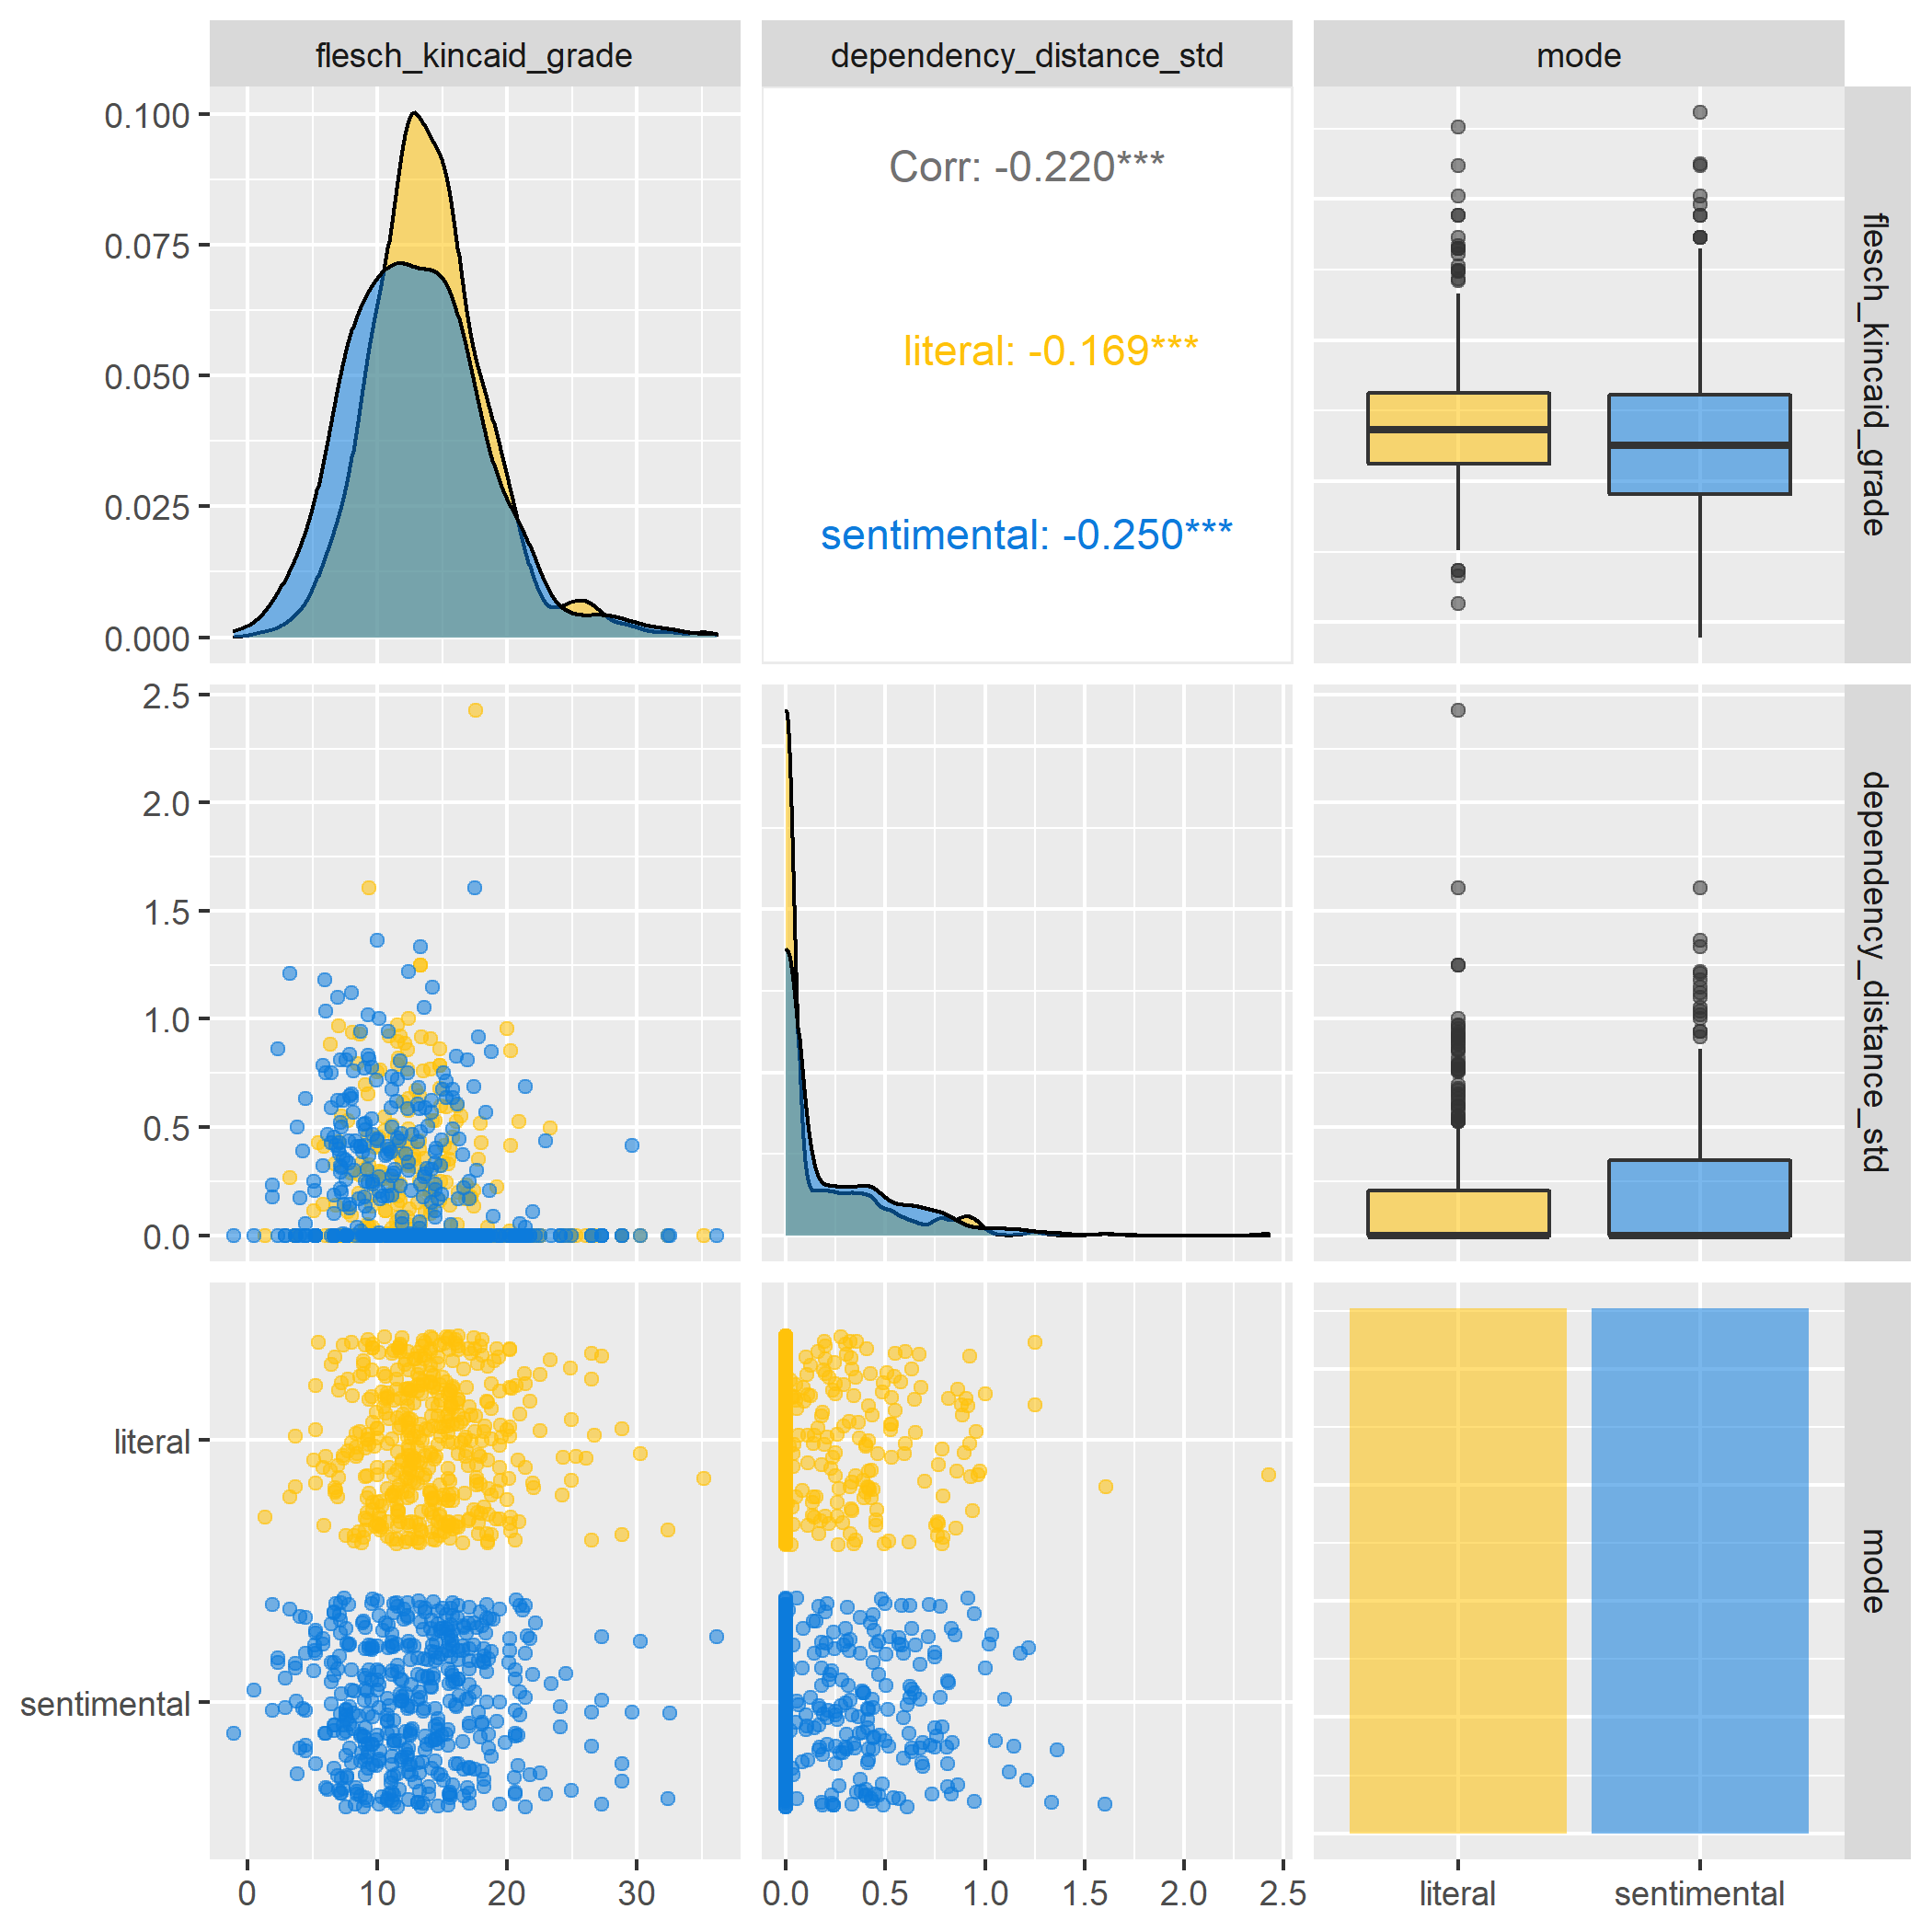 flesch_kincaid_grade
dependency_distance_std
mode
0.100
0.075
0.050
0.025
0.000
Corr: -0.220***
literal: -0.169***
sentimental: -0.250***
flesch_kincaid_grade
2.5
2.0
1.5
1.0
0.5
0.0
dependency_distance_std
literal
sentimental
mode
0
10
20
30
0.0
0.5
1.0
1.5
2.0
2.5
literal
sentimental